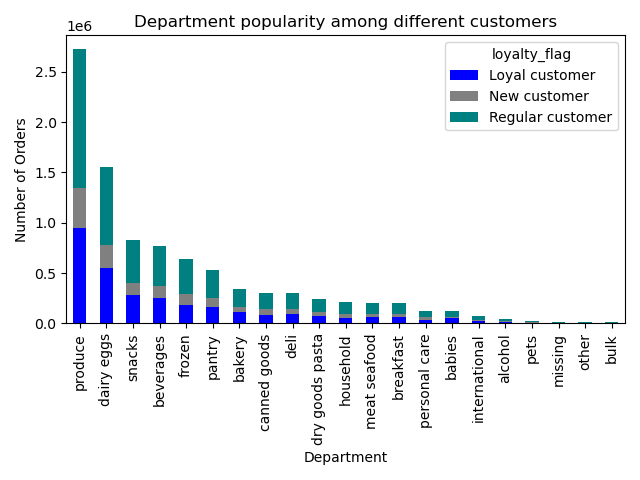 Department popularity among different customers
1e6
loyalty_flag
Loyal customer
New customer
Regular customer
Number of Orders
2.5
2.0
1.5
1.0
0.5
0.0
produce
dairy eggs
snacks
beverages
frozen
pantry
bakery
canned goods
deli
dry goods pasta
household
meat seafood
breakfast
personal care
babies
international
alcohol
pets
missing
other
bulk
Department